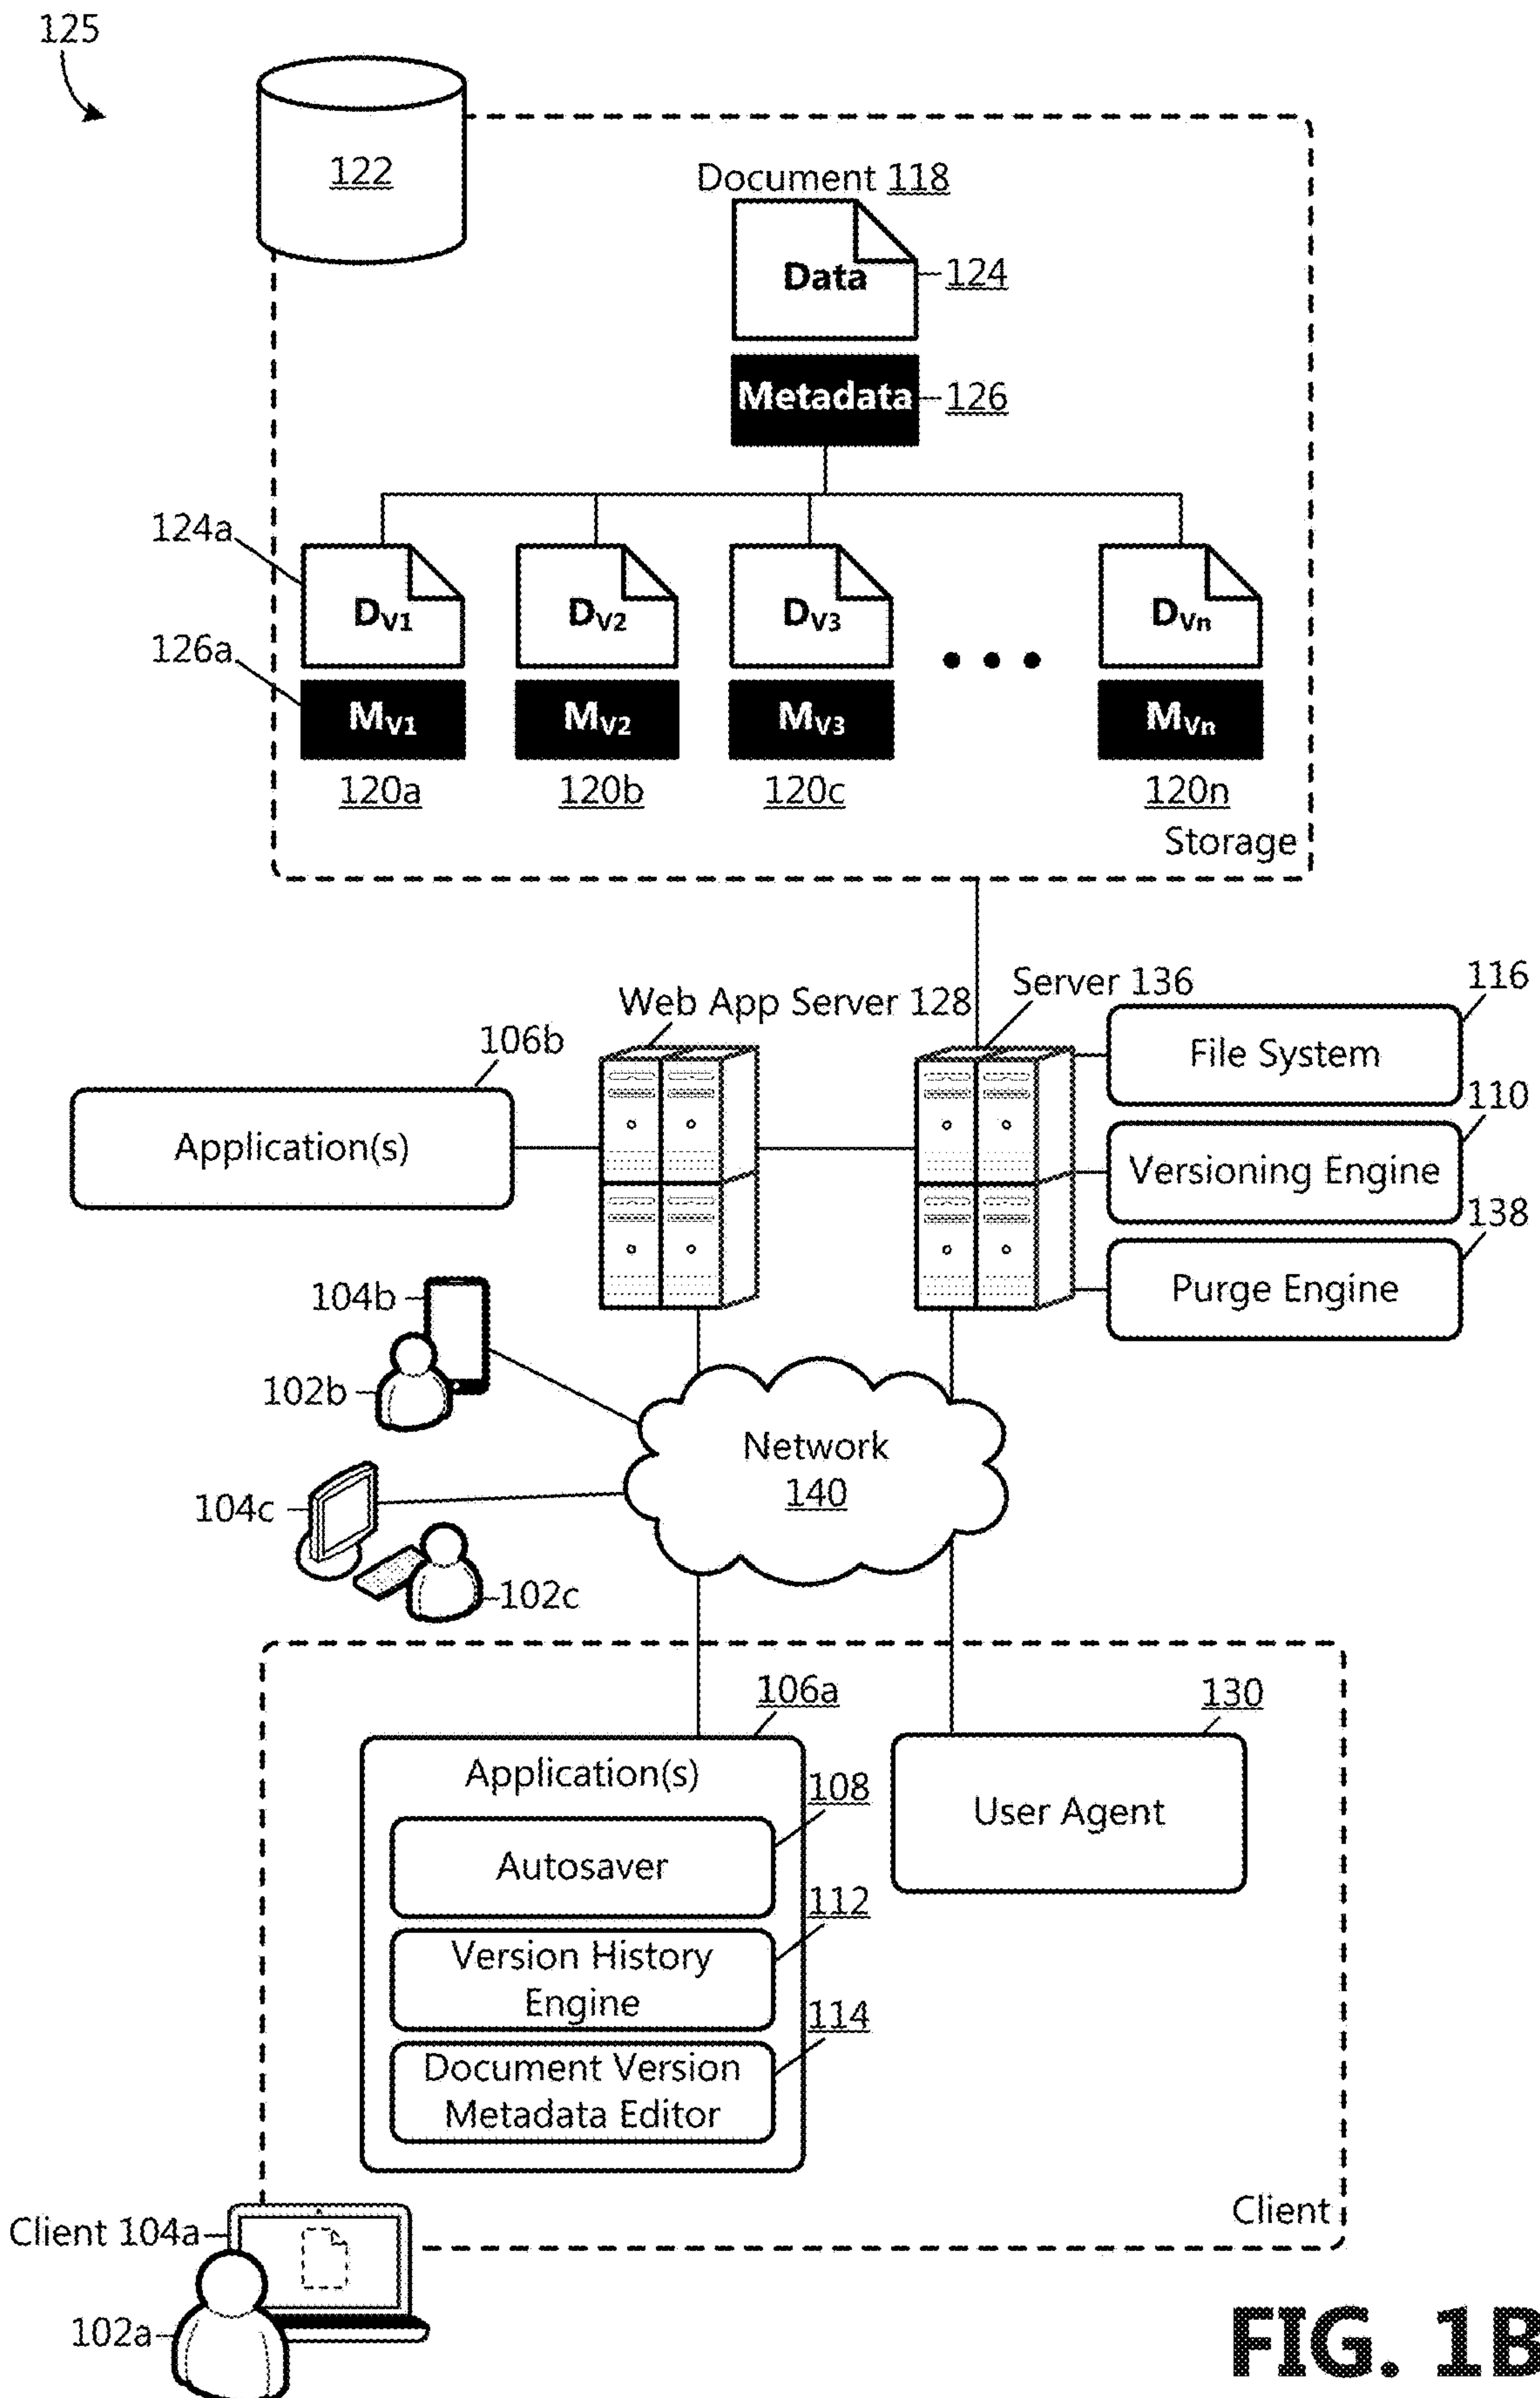 125
122
Document 118
Data
124
Metadata
126
124a
DV1
DV2
DV3
DVn
126a
MV1
MV2
MV3
MVn
120a
120b
120c
120n
Storage
Web App Server 128
Server 136
116
File System
106b
Application(s)
110
Versioning Engine
138
Purge Engine
104b
102b
Network
140
104c
102c
106a
130
Application(s)
User Agent
108
Autosaver
112
Version History
Engine
114
Document Version
Metadata Editor
Client
Client 104a
102a
FIG. 1B